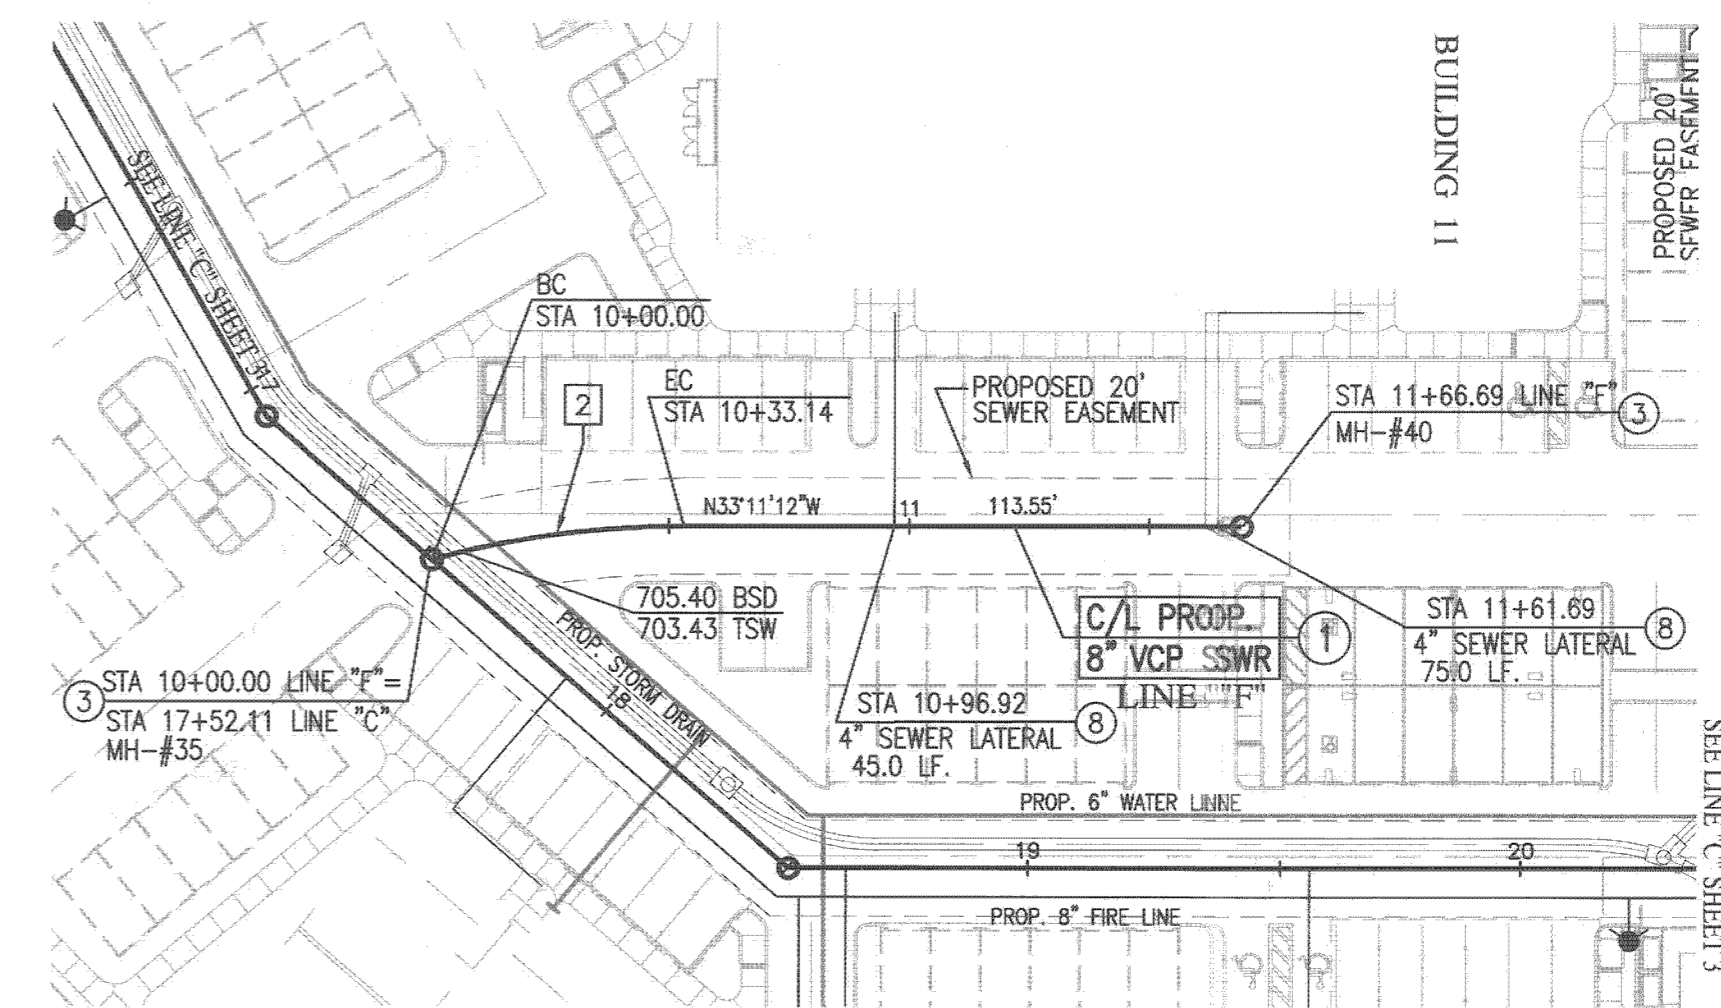 BUILDING 11
PROPOSED 20'
SEWER EASEMENT
SEE LINE "C" SHEET 3
17
BC
STA 10+00.00
2
EC
STA 10+33.14
PROPOSED 20'
SEWER EASEMENT
STA 11+66.69 LINE "F"
MH-#40
3
N33°11'12"W
11
113.55'
705.40 BSD
703.43 TSW
C/L PROP.
8" VCP SSWR
LINE "F"
1
STA 11+61.69
4" SEWER LATERAL
75.0 LF.
8
3
STA 10+00.00 LINE "F"=
STA 17+52.11 LINE "C"
MH-#35
PROP. STORM DRAIN
18
STA 10+96.92
4" SEWER LATERAL
45.0 LF.
8
PROP. 6" WATER LINNE
19
20
PROP. 8" FIRE LINE
SEE LINE "C" SHEET 3